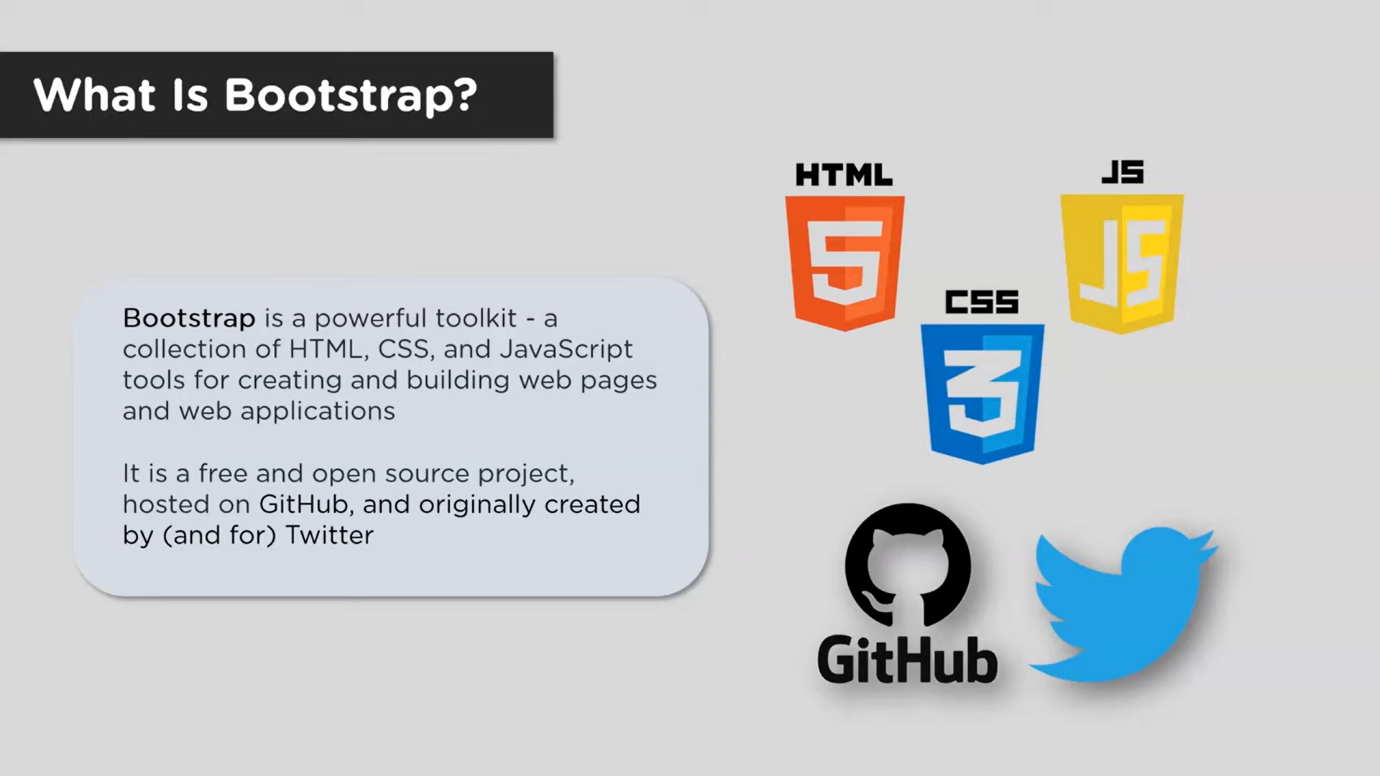 What Is Bootstrap?
HTML
5
JS
JS
CSS
3
Bootstrap is a powerful toolkit - a
collection of HTML, CSS, and JavaScript
tools for creating and building web pages
and web applications
It is a free and open source project,
hosted on GitHub, and originally created
by (and for) Twitter
GitHub